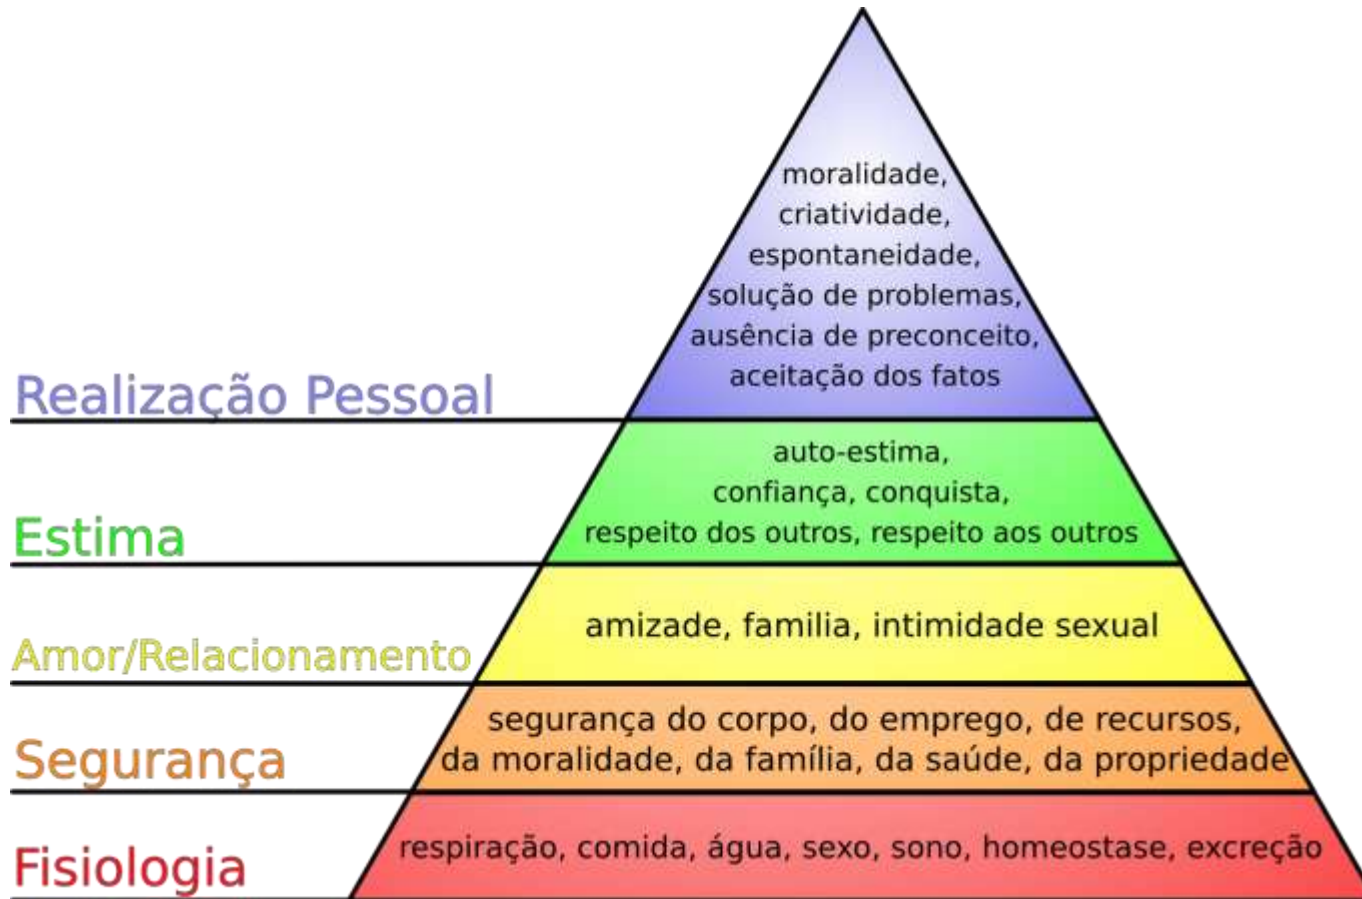 moralidade,
criatividade,
espontaneidade,
solução de problemas,
ausência de preconceito,
aceitação dos fatos
Realização Pessoal
auto-estima,
confiança, conquista,
respeito dos outros, respeito aos outros
Estima
amizade, familia, intimidade sexual
Amor/Relacionamento
segurança do corpo, do emprego, de recursos,
da moralidade, da família, da saúde, da propriedade
Segurança
respiração, comida, água, sexo, sono, homeostase, excreção
Fisiologia